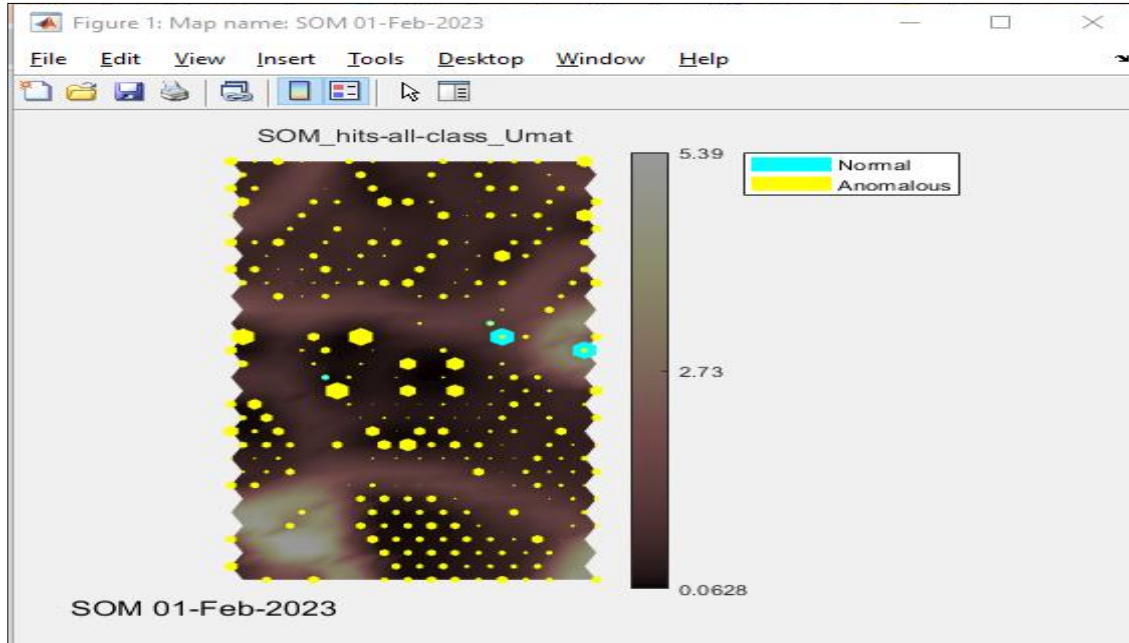 Figure 1: Map name: SOM 01-Feb-2023
File Edit View Insert Tools Desktop Window Help
SOM_hits-all-class_Umat
5.39
2.73
0.0628
Normal
Anomalous
SOM 01-Feb-2023